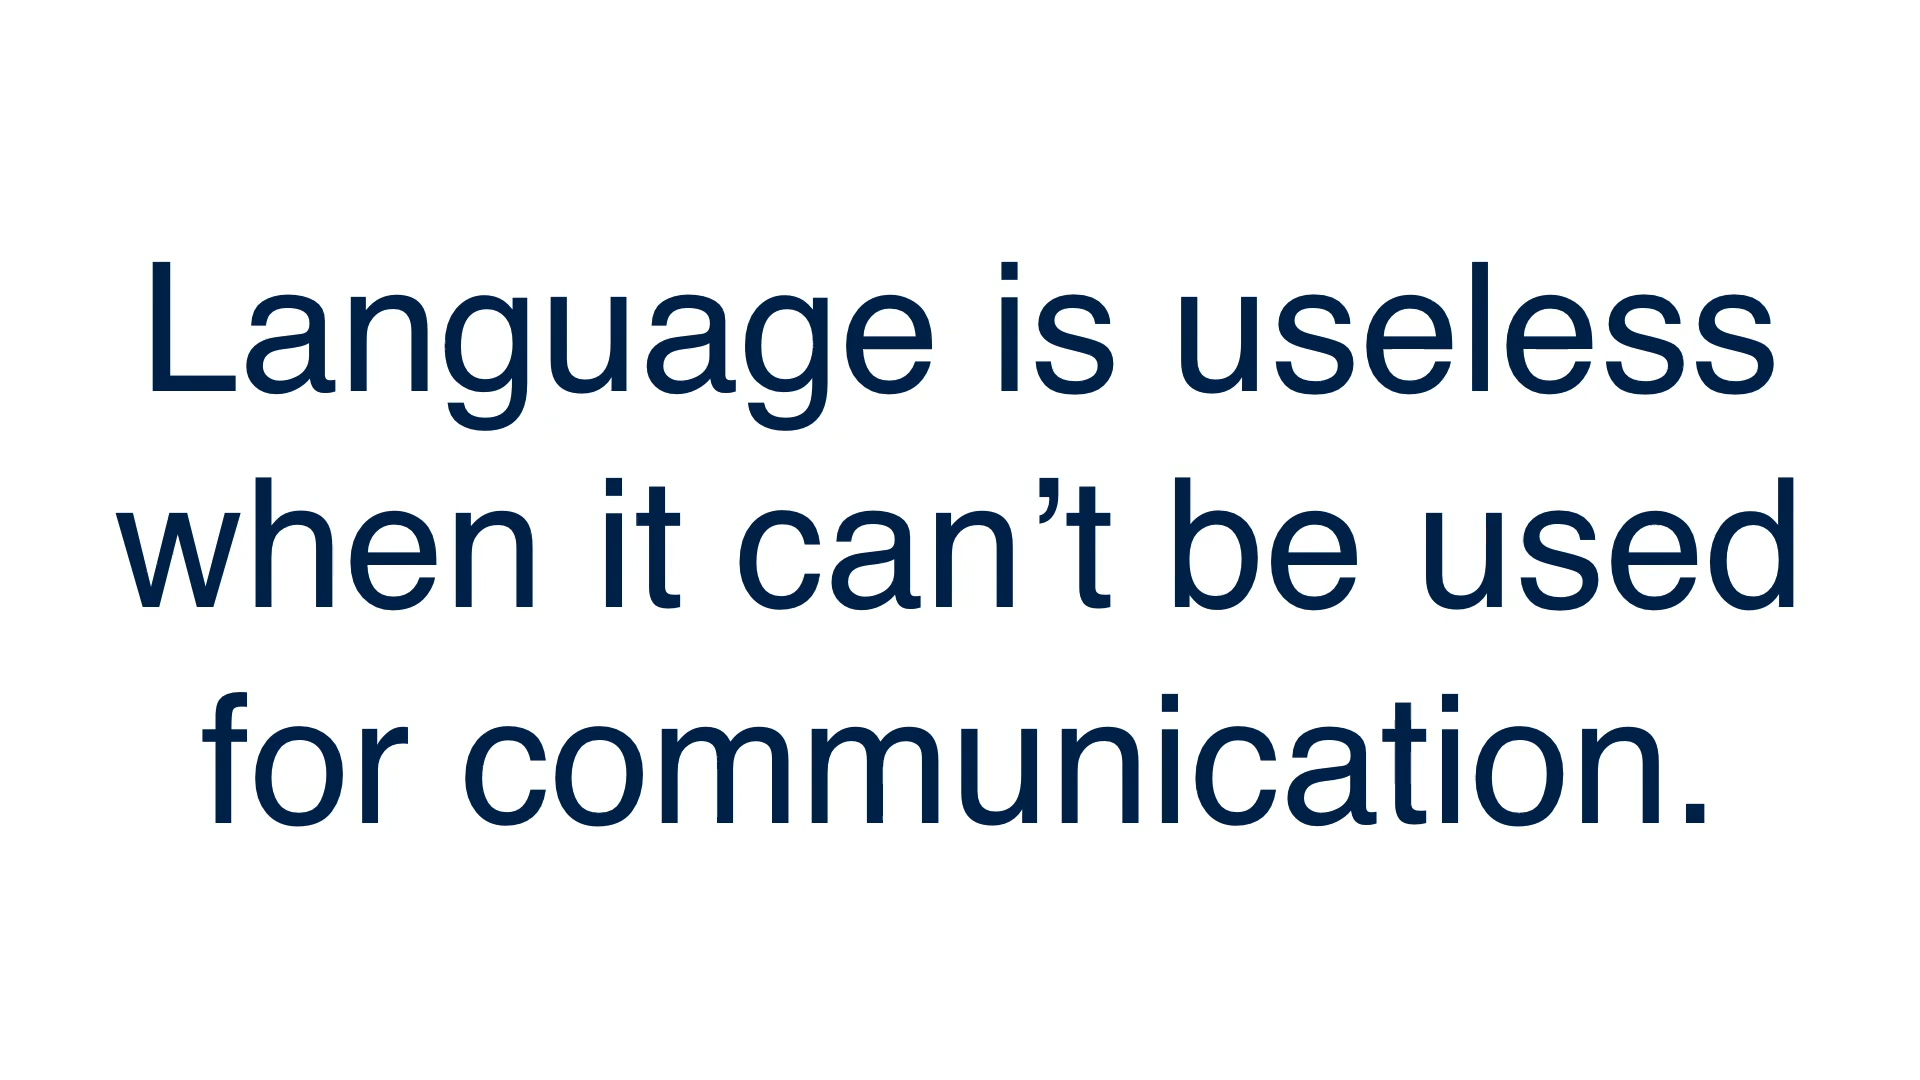 Language is useless
when it can’t be used
for communication.